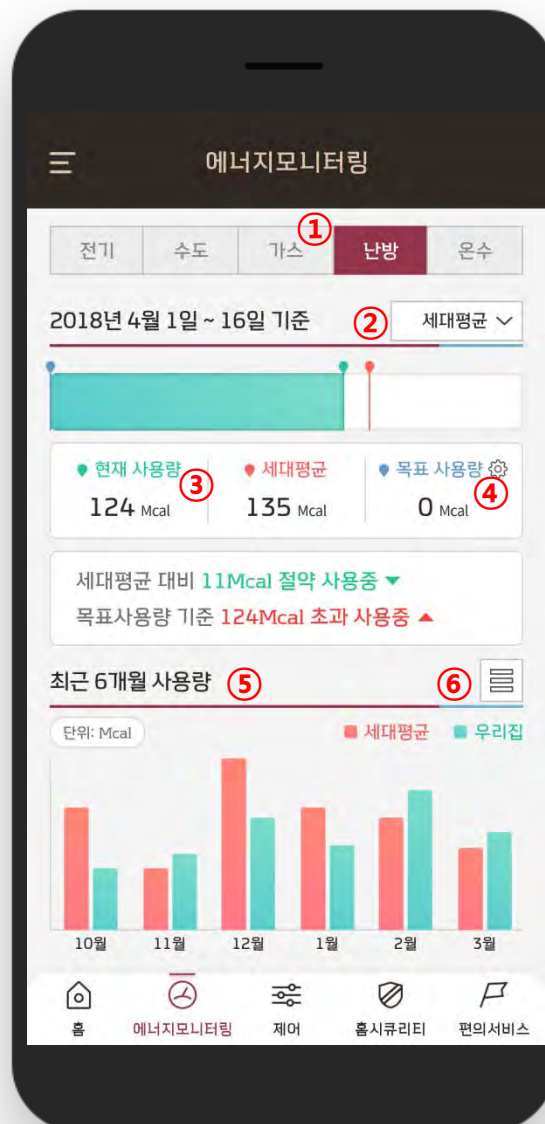 에너지모니터링
①
전기 수도 가스 난방 온수
2018년 4월 1일 ~ 16일 기준 ② 세대평균
현재 사용량 세대평균 목표 사용량
③ ④
124 Mcal 135 Mcal 0 Mcal
세대평균 대비 11Mcal 절약 사용중 ▼
목표사용량 기준 124Mcal 초과 사용중 ▲
최근 6개월 사용량 ⑤ ⑥
단위: Mcal 세대평균 우리집
10월 11월 12월 1월 2월 3월
홈 에너지모니터링 제어 홈시큐리티 편의서비스